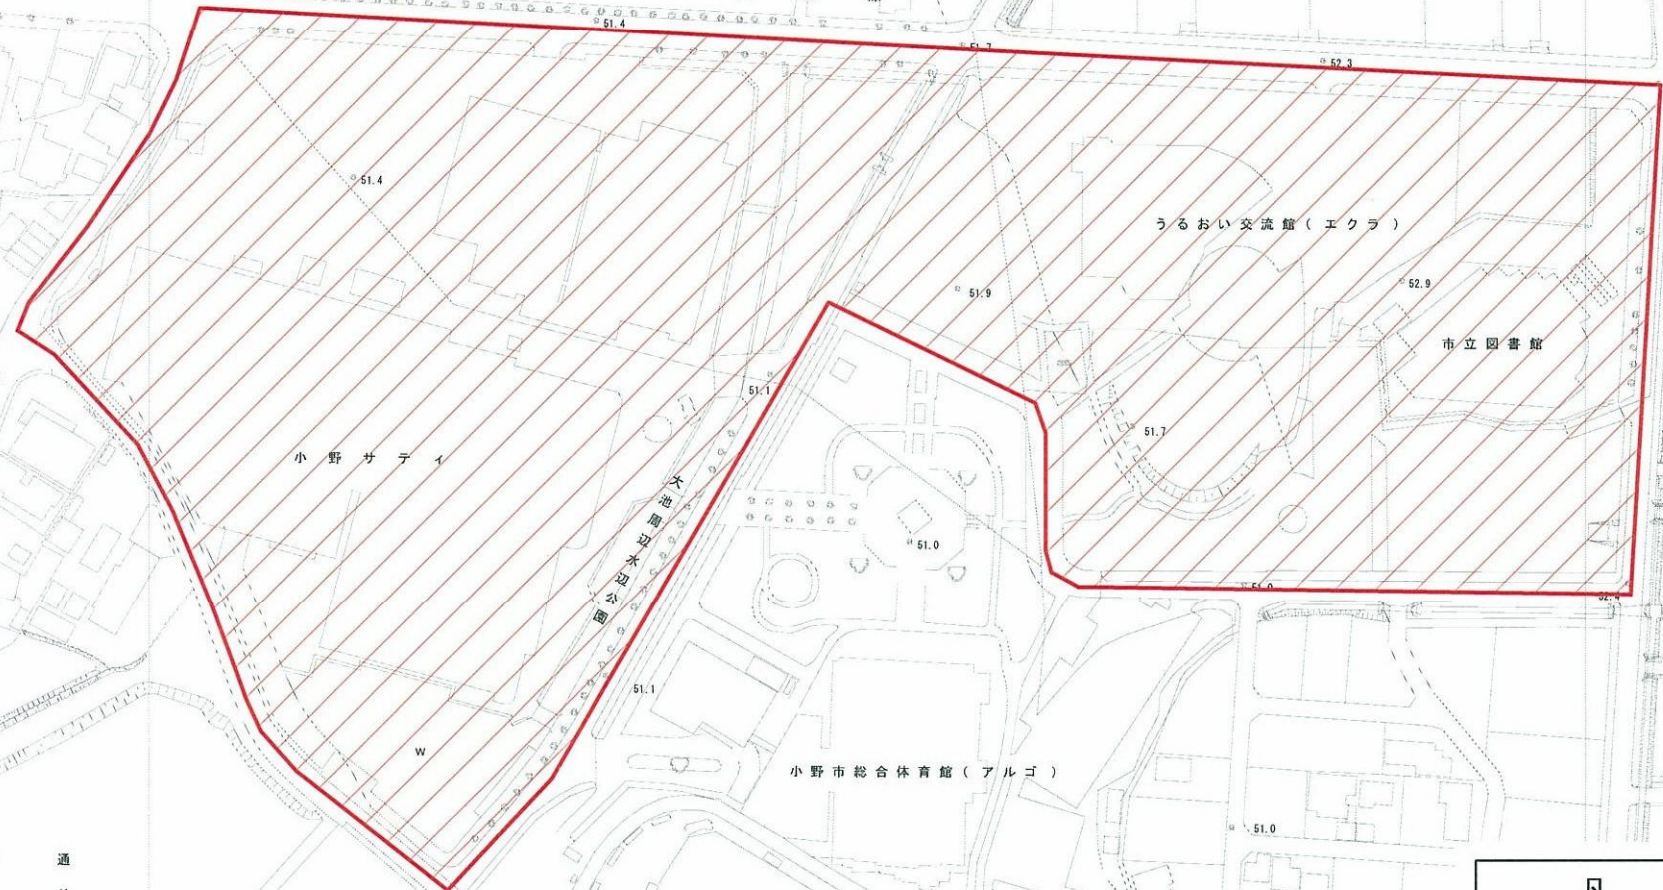 51.4
51.7
52.3
51.4
うるおい交流館(エクラ)
51.9
52.9
市立図書館
51.1
51.7
小野サティ
大池周辺水辺公園
51.0
51.0
52.4
51.1
W
小野市総合体育館(アルゴ)
51.0
通
凡